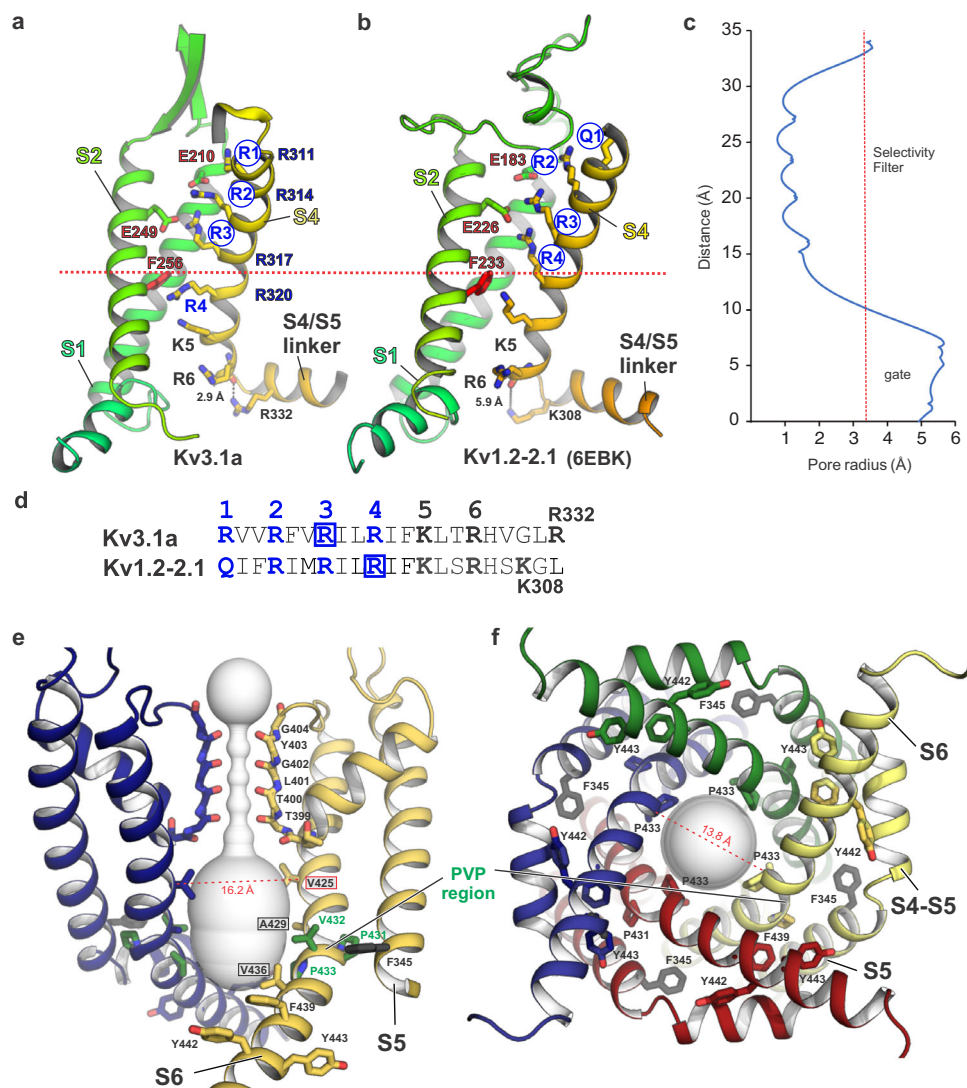 a
S2
E210
R1
R311
R2
R314
S4
E249
R3
R317
F256
R320
R4
K5
S1
R6
S4/S5
linker
2.9 Å
R332
Kv3.1a
b
Q1
E183
R2
S2
R3
S4
E226
R4
F233
K5
S1
R6
S4/S5
linker
5.9 Å
K308
Kv1.2-2.1 (6EBK)
c
35
30
25
20
15
10
5
0
Distance (Å)
Selectivity
Filter
gate
1
2
3
4
5
6
Pore radius (Å)
d
1 2 3 4 5 6 R332
Kv3.1a RVVRFVRILRIFKLTRHVGLR
Kv1.2-2.1 QIFRIMRILRIFKLSRHSKGL
K308
e
G404
Y403
G402
L401
T400
T399
16.2 Å
V425
A429
V432
P431
V436
P433
F345
F439
Y442
Y443
S6
S5
PVP
region
f
Y442
F345
Y443
Y443
S6
F345
P433
P433
13.8 Å
Y442
P433
Y442
P433
F345
S4-S5
P431
F439
Y443
F345
S5
Y442
Y443